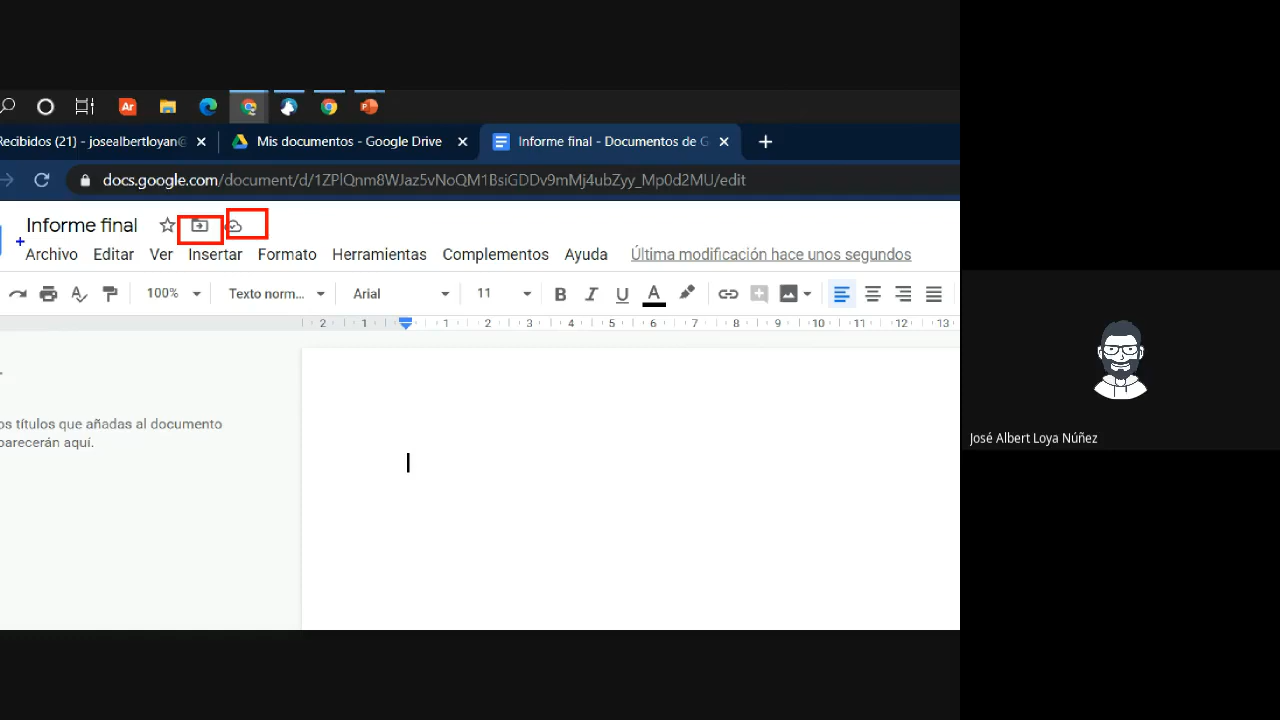 Ar
Recibidos (21) - josealbertloyan@
Mis documentos - Google Drive
Informe final - Documentos de G
docs.google.com/document/d/1ZPlQnm8WJaz5vNoQM1BsiGDDv9mMj4ubZyy_Mp0d2MU/edit
Informe final
Archivo Editar Ver Insertar Formato Herramientas Complementos Ayuda Última modificación hace unos segundos
100% Texto norm... Arial 11 B I U A
2 1 1 2 3 4 5 6 7 8 9 10 11 12 13
os títulos que añadas al documento
parecerán aquí.
José Albert Loya Núñez